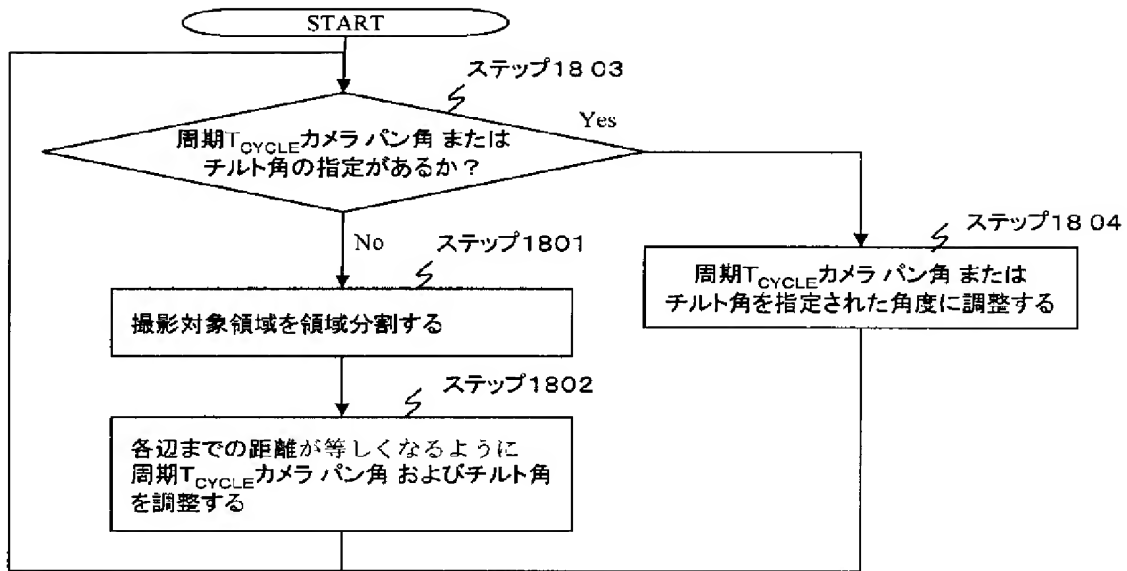 START
ステップ1803
周期TCYCLEカメラ パン角 または
チルト角の指定があるか？
Yes
No
ステップ1801
撮影対象領域を領域分割する
ステップ1802
各辺までの距離が等しくなるように
周期TCYCLEカメラ パン角 およびチルト角
を調整する
ステップ1804
周期TCYCLEカメラ パン角 または
チルト角を指定された角度に調整する